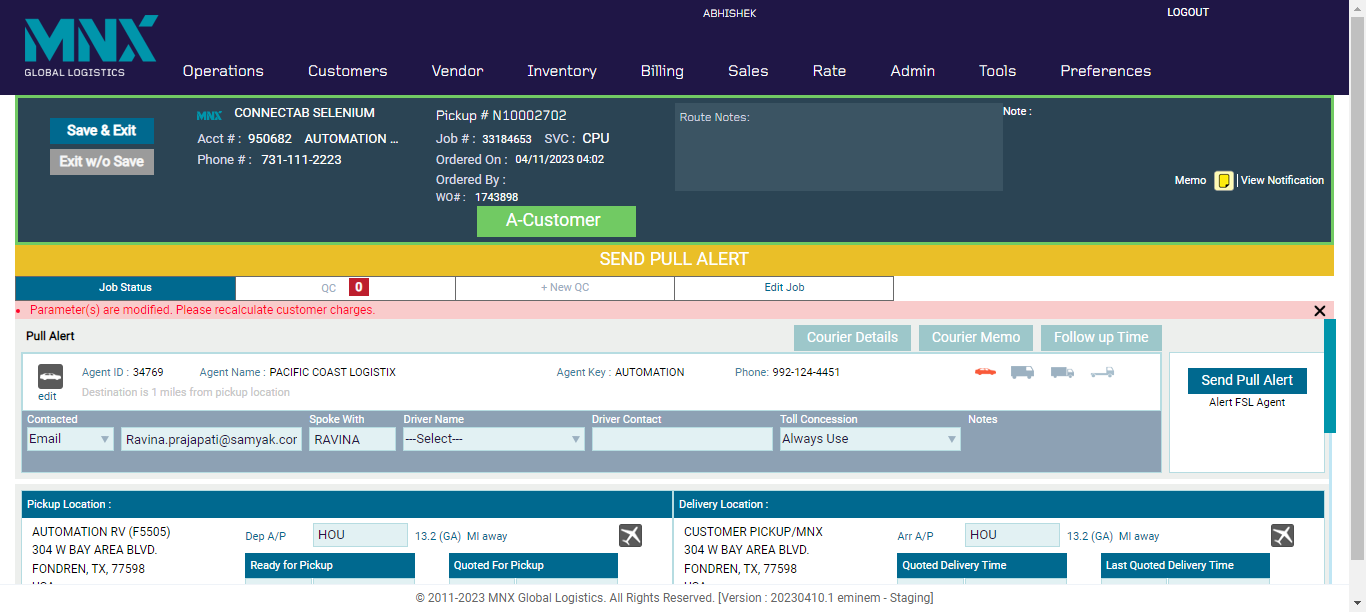 ABHISHEK
LOGOUT
MNX
GLOBAL LOGISTICS
Operations Customers Vendor Inventory Billing Sales Rate Admin Tools Preferences
Save & Exit
Exit w/o Save
MNX CONNECTAB SELENIUM
Acct # : 950682 AUTOMATION ...
Phone # : 731-111-2223
Pickup # N10002702
Job # : 33184653 SVC : CPU
Ordered On : 04/11/2023 04:02
Ordered By :
WO# : 1743898
A-Customer
Route Notes:
Note :
Memo | View Notification
SEND PULL ALERT
Job Status QC 0 + New QC Edit Job
Parameter(s) are modified. Please recalculate customer charges.
Pull Alert
Courier Details Courier Memo Follow up Time
edit
Agent ID : 34769 Agent Name : PACIFIC COAST LOGISTIX Agent Key : AUTOMATION Phone: 992-124-4451
Destination is 1 miles from pickup location
Send Pull Alert
Alert FSL Agent
Contacted Spoke With Driver Name Driver Contact Toll Concession Notes
Email Ravina.prajapati@samyak.cor RAVINA ---Select--- Always Use
Pickup Location :
AUTOMATION RV (F5505)
304 W BAY AREA BLVD.
FONDREN, TX, 77598
Dep A/P HOU 13.2 (GA) MI away
Ready for Pickup Quoted For Pickup
Delivery Location :
CUSTOMER PICKUP/MNX
304 W BAY AREA BLVD.
FONDREN, TX, 77598
Arr A/P HOU 13.2 (GA) MI away
Quoted Delivery Time Last Quoted Delivery Time
© 2011-2023 MNX Global Logistics. All Rights Reserved. [Version : 20230410.1 eminem - Staging]